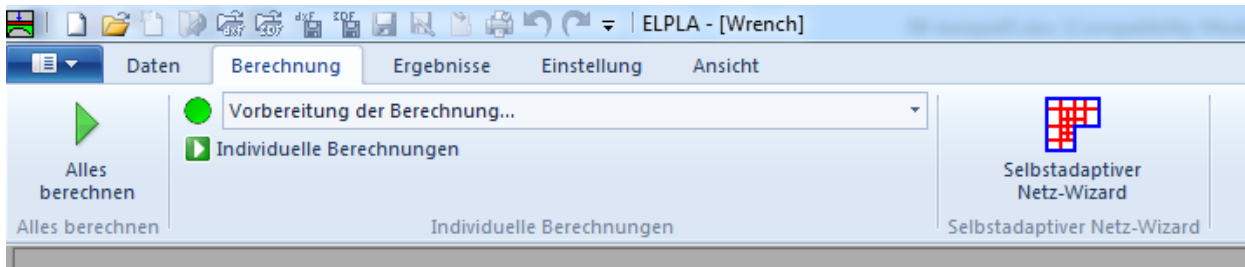 ELPLA - [Wrench]
Daten Berechnung Ergebnisse Einstellung Ansicht
Vorbereitung der Berechnung...
Individuelle Berechnungen
Alles
berechnen
Selbstadaptiver
Netz-Wizard
Alles berechnen Individuelle Berechnungen Selbstadaptiver Netz-Wizard